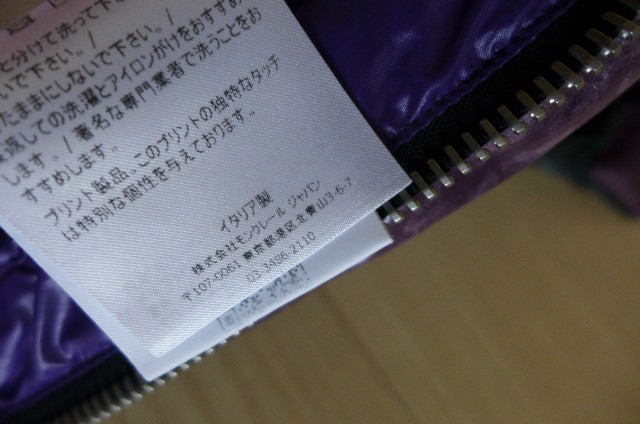 と分けて洗って下
いで下さい。/
たままにしないで下さい。/
返しての洗濯とアイロンがけをおすすめ
します。/ 著名な専門業者で洗うことをお
すすめします。
プリント製品。このプリントの独特なタッチ
は特別な個性を与えております。
イタリア製
株式会社モンクレール ジャパン
〒107-0061 東京都港区北青山3-6-7
03-3486-2110